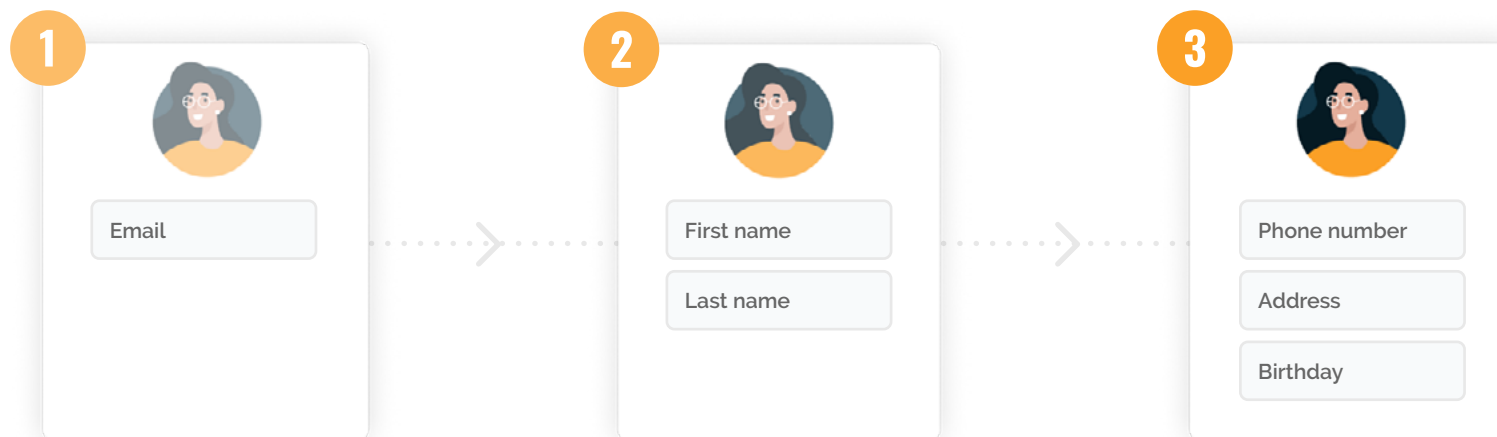 1
Email
2
First name
Last name
3
Phone number
Address
Birthday